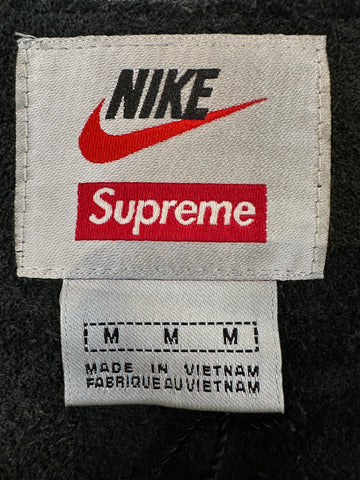 NIKE
Supreme
M M M
MADE IN VIETNAM
FABRIQUE AU VIETNAM